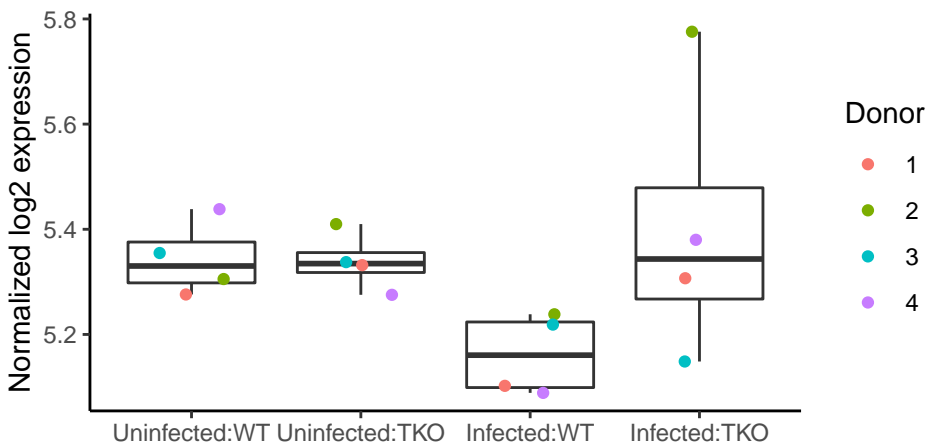 Normalized log2 expression
5.8
5.6
5.4
5.2
Uninfected:WT
Uninfected:TKO
Infected:WT
Infected:TKO
Donor
1
2
3
4